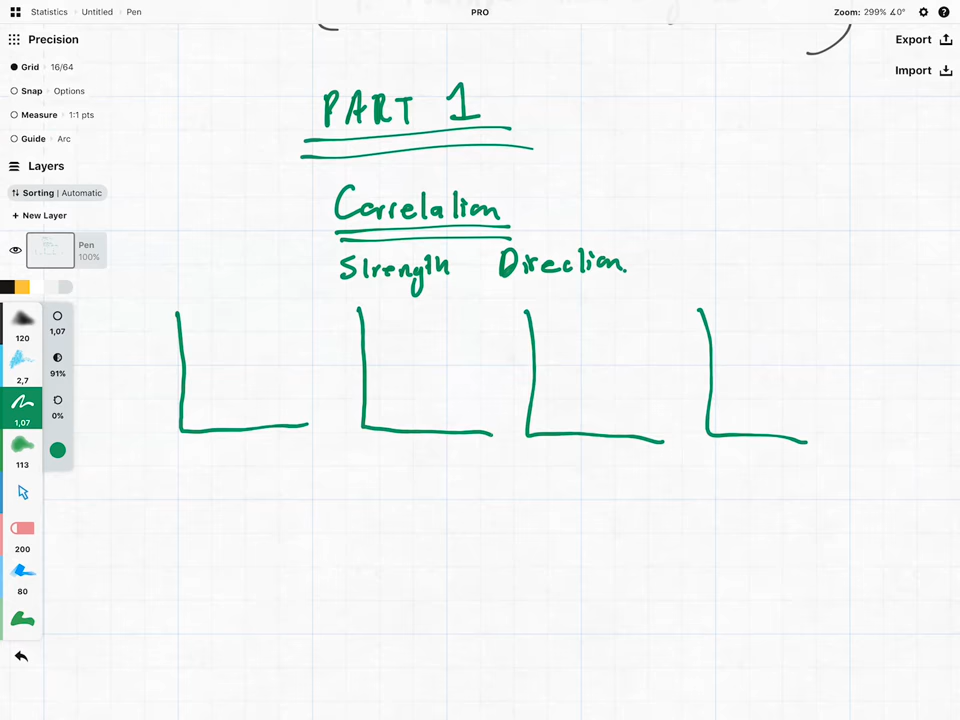 Statistics › Untitled › Pen
PRO
Zoom: 299% ∡0°
Precision
Export
Grid › 16/64
Import
Snap › Options
Measure › 1:1 pts
Guide › Arc
Layers
Sorting | Automatic
+ New Layer
Pen
100%
120
1,07
2,7
91%
1,07
0%
113
200
80
PART 1
Correlation
Strength Direction.